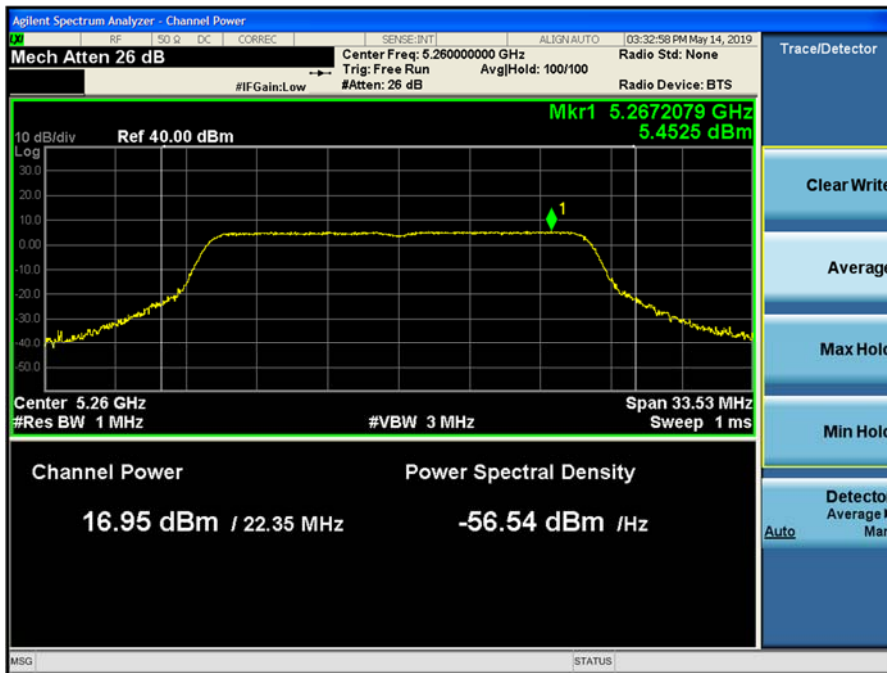 Agilent Spectrum Analyzer - Channel Power
LXI RF 50 Ω DC CORREC SENSE:INT ALIGN AUTO 03:32:58 PM May 14, 2019
Mech Atten 26 dB
Center Freq: 5.260000000 GHz
Radio Std: None
Trig: Free Run Avg|Hold: 100/100
#IFGain:Low #Atten: 26 dB Radio Device: BTS
Mkr1 5.2672079 GHz
5.4525 dBm
10 dB/div Ref 40.00 dBm
Log
30.0
20.0
10.0
0.00
-10.0
-20.0
-30.0
-40.0
-50.0
1
Center 5.26 GHz Span 33.53 MHz
#Res BW 1 MHz #VBW 3 MHz Sweep 1 ms
Channel Power Power Spectral Density
16.95 dBm / 22.35 MHz -56.54 dBm /Hz
MSG STATUS
Trace/Detector
Clear Write
Average
Max Hold
Min Hold
Detector
Average
Auto Man